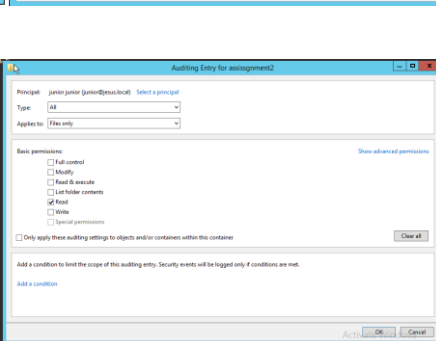 Auditing Entry for assissgnment2
Principal: junior junior (junior@jesus.local) Select a principal
Type: All
Applies to: Files only
Basic permissions: Show advanced permissions
Full control
Modify
Read & execute
List folder contents
Read
Write
Special permissions
Only apply these auditing settings to objects and/or containers within this container Clear all
Add a condition to limit the scope of this auditing entry. Security events will be logged only if conditions are met.
Add a condition
OK Cancel